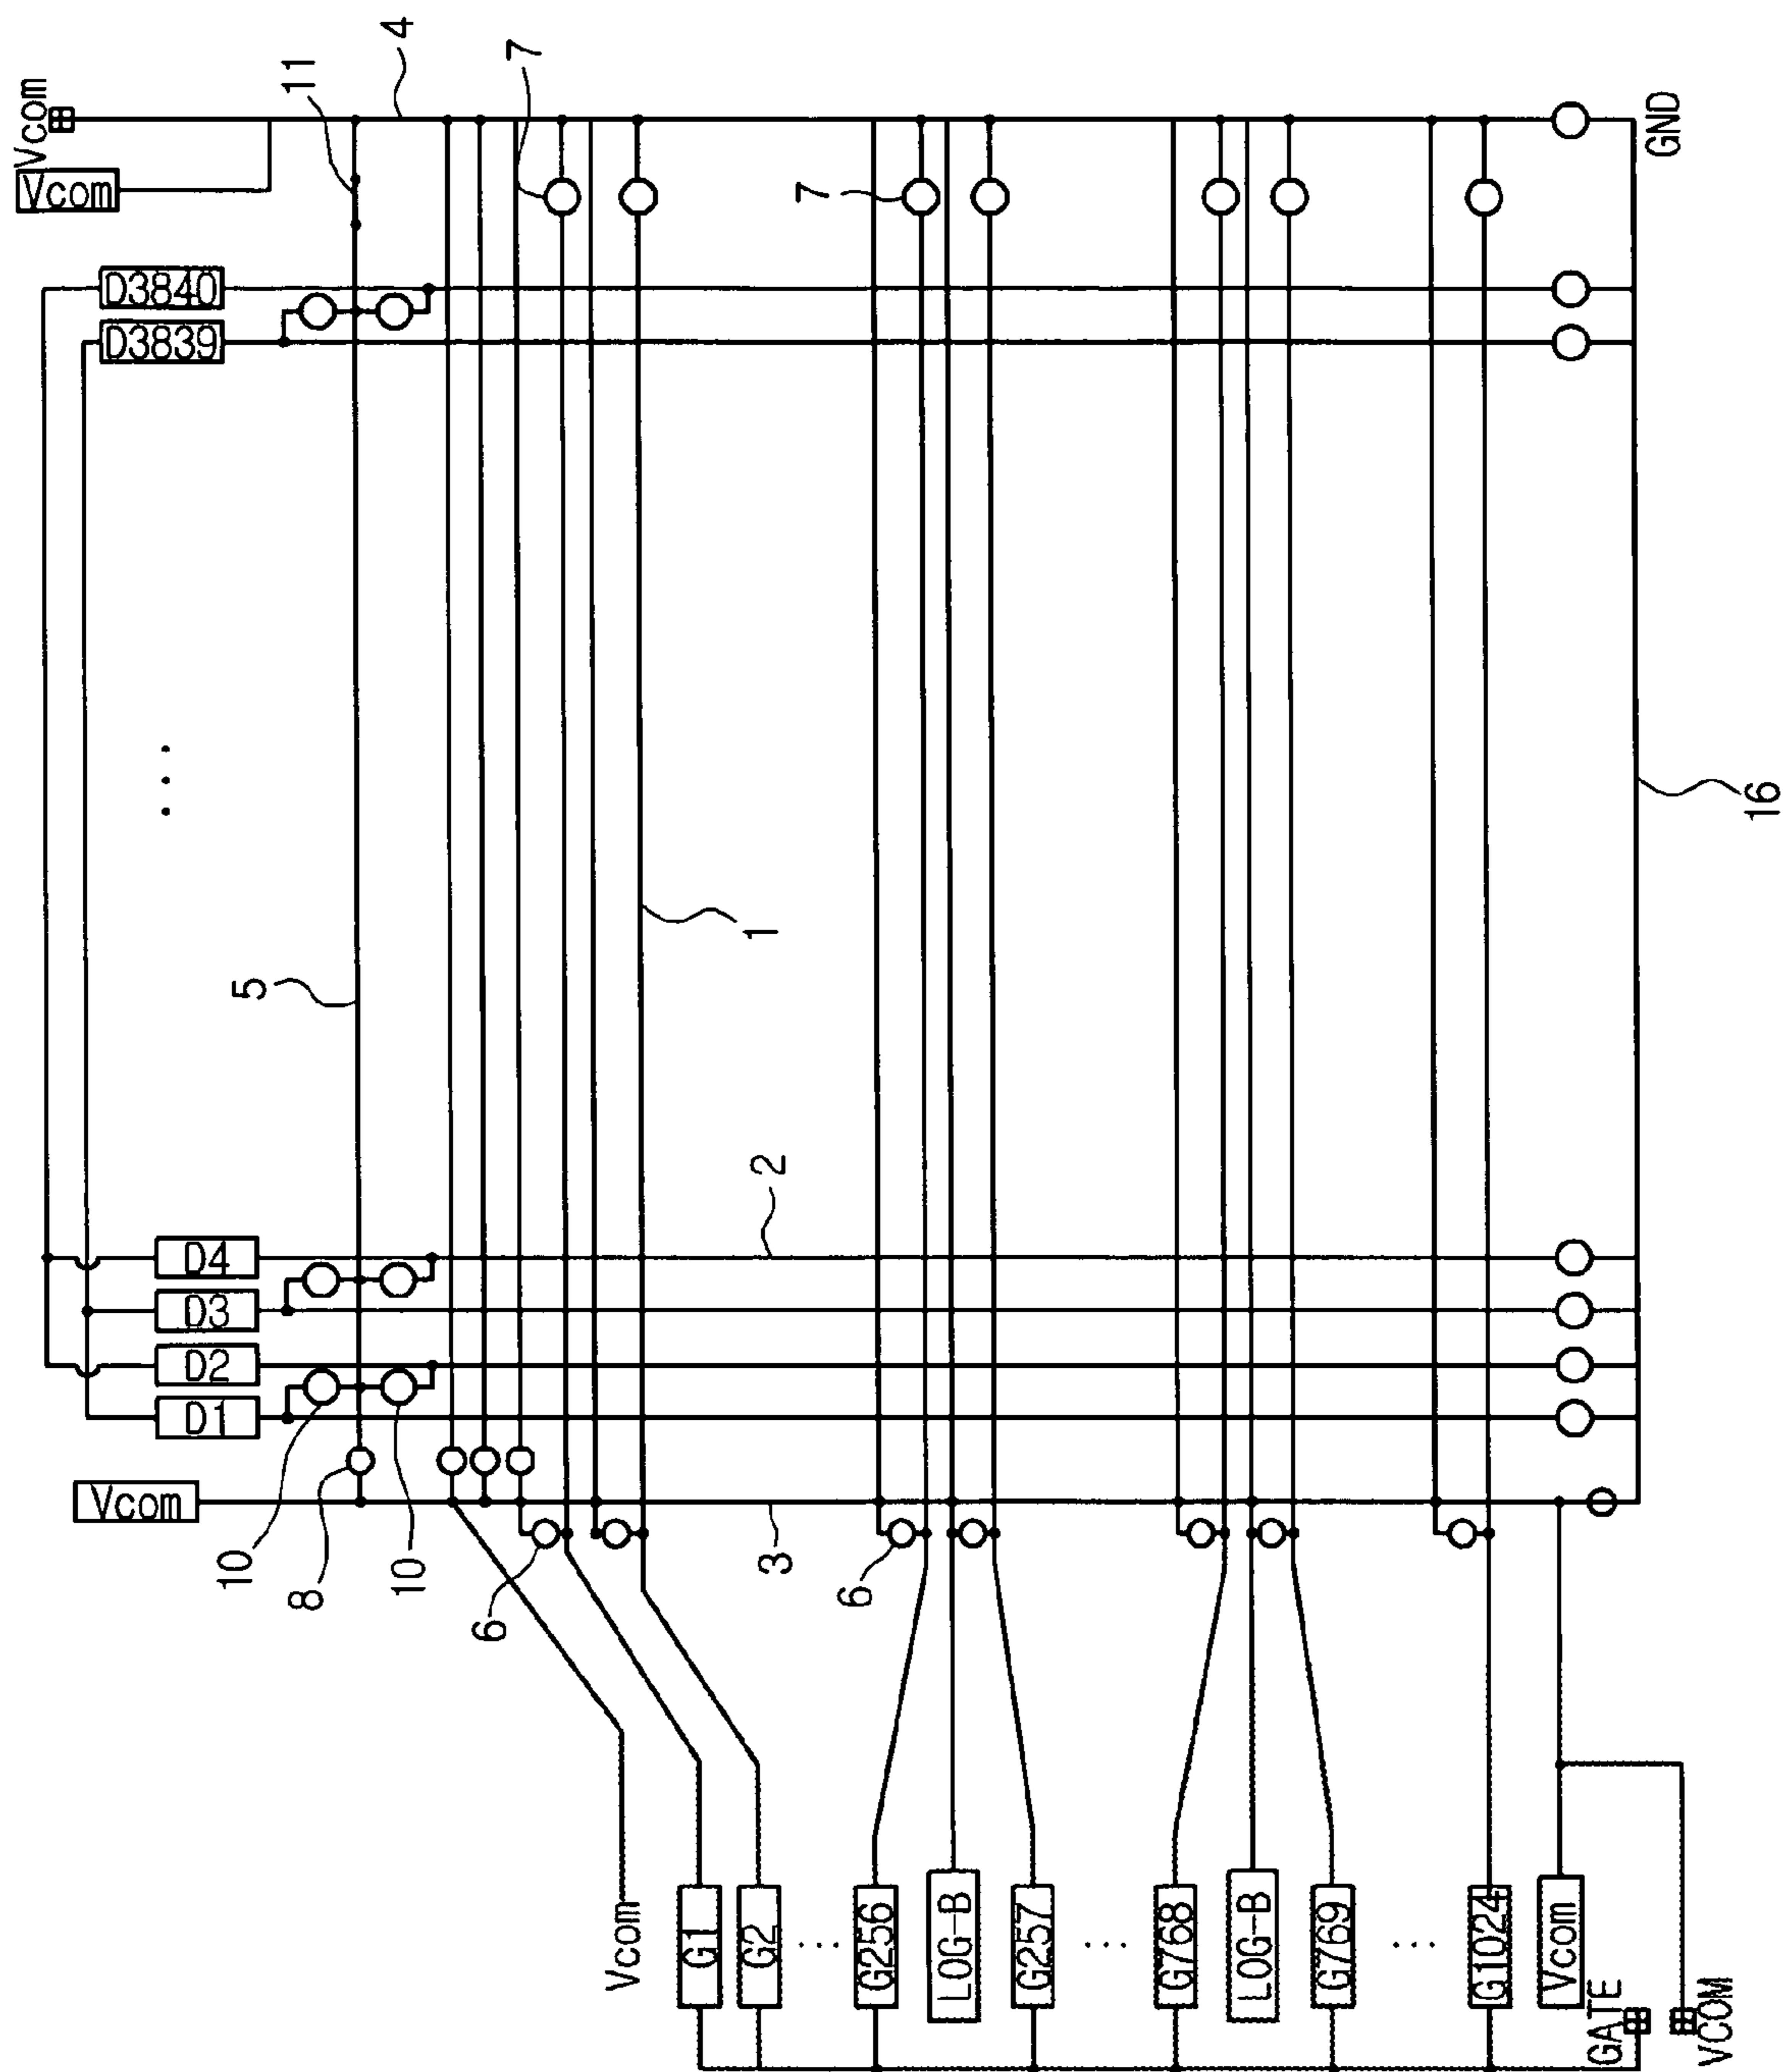 Vcom
Vcom
11
4
7
D3840
D3839
7
GND
16
1
5
2
D4
D3
D2
D1
Vcom
10
8
10
6
3
6
Vcom
G1
G2
...
G256
LOG-B
G257
...
G768
LOG-B
G769
...
G1024
Vcom
GATE
VCOM
...